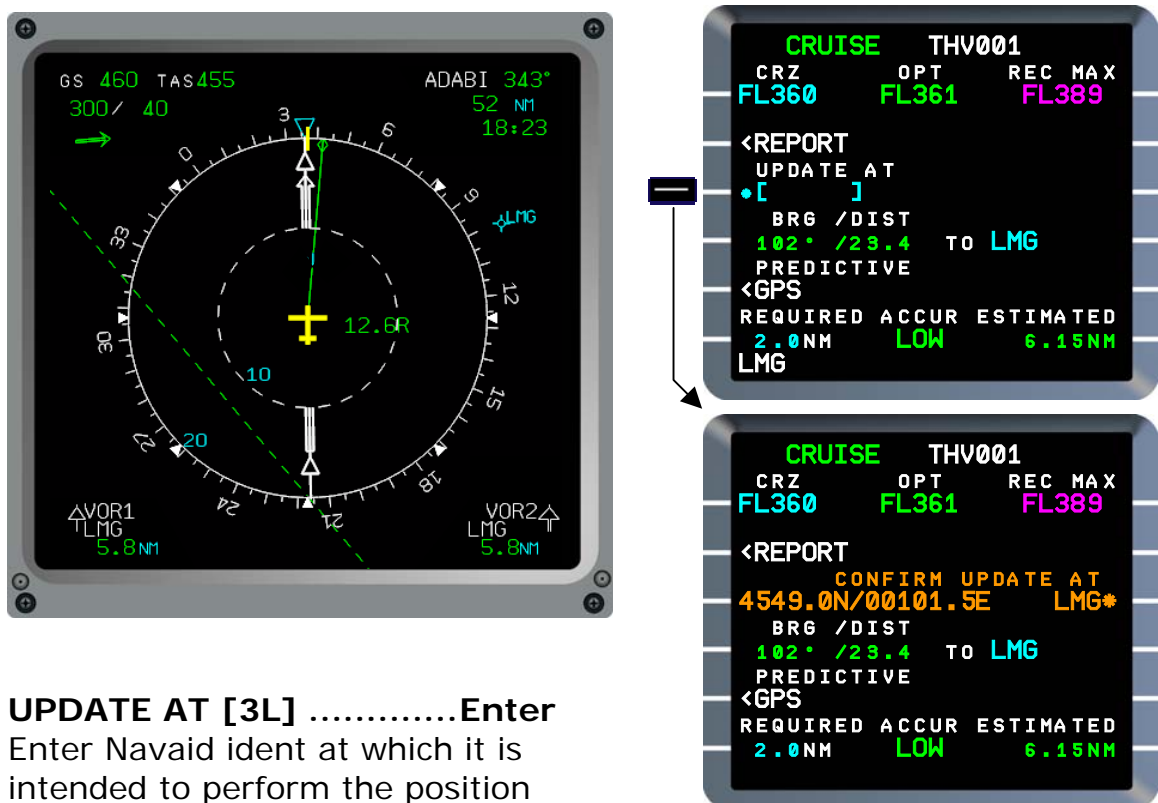 GS 460 TAS455
300/ 40
ADABI 343°
52 NM
18:23
3
6
9
12
15
18
21
24
27
30
33
0
LMG
12.6R
10
20
VOR1
LMG
5.8NM
VOR2
LMG
5.8NM
CRUISE THV001
CRZ OPT REC MAX
FL360 FL361 FL389
<REPORT
UPDATE AT
*[ ]
BRG /DIST
102° /23.4 TO LMG
PREDICTIVE
<GPS
REQUIRED ACCUR ESTIMATED
2.0NM LOW 6.15NM
LMG
CRUISE THV001
CRZ OPT REC MAX
FL360 FL361 FL389
<REPORT
CONFIRM UPDATE AT
4549.0N/00101.5E LMG*
BRG /DIST
102° /23.4 TO LMG
PREDICTIVE
<GPS
REQUIRED ACCUR ESTIMATED
2.0NM LOW 6.15NM
UPDATE AT [3L] .............Enter
Enter Navaid ident at which it is
intended to perform the position